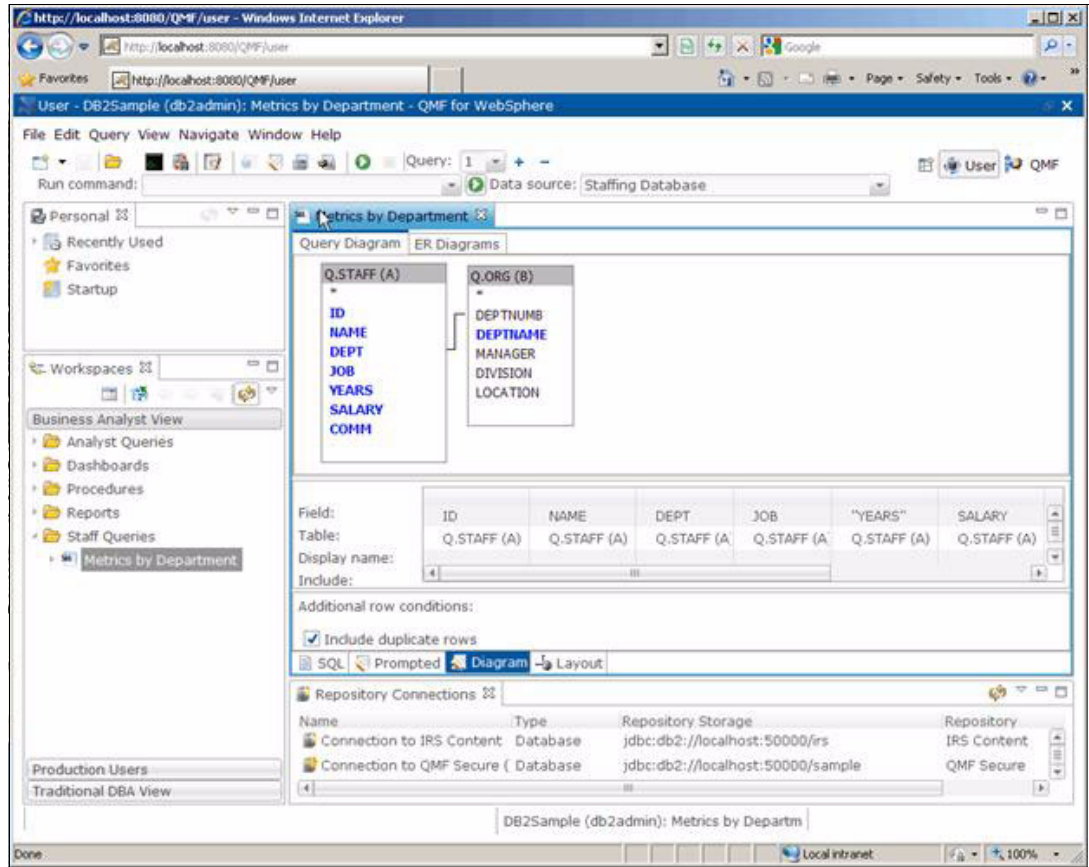 http://localhost:8080/QMF/user - Windows Internet Explorer
http://localhost:8080/QMF/user
Google
Favorites http://localhost:8080/QMF/user Page Safety Tools
User - DB2Sample (db2admin): Metrics by Department - QMF for WebSphere
File Edit Query View Navigate Window Help
Query: 1 + - User QMF
Run command: Data source: Staffing Database
Personal
Recently Used
Favorites
Startup
Workspaces
Business Analyst View
Analyst Queries
Dashboards
Procedures
Reports
Staff Queries
Metrics by Department
Production Users
Traditional DBA View
Metrics by Department
Query Diagram ER Diagrams
Q.STAFF (A)
*
ID
NAME
DEPT
JOB
YEARS
SALARY
COMM
Q.ORG (B)
*
DEPTNUMB
DEPTNAME
MANAGER
DIVISION
LOCATION
Field: ID NAME DEPT JOB "YEARS" SALARY
Table: Q.STAFF (A) Q.STAFF (A) Q.STAFF (A Q.STAFF (A Q.STAFF (A) Q.STAFF (A)
Display name:
Include:
Additional row conditions:
Include duplicate rows
SQL Prompted Diagram Layout
Repository Connections
Name Type Repository Storage Repository
Connection to IRS Content Database jdbc:db2://localhost:50000/irs IRS Content
Connection to QMF Secure ( Database jdbc:db2://localhost:50000/sample QMF Secure
DB2Sample (db2admin): Metrics by Departm
Done Local intranet 100%